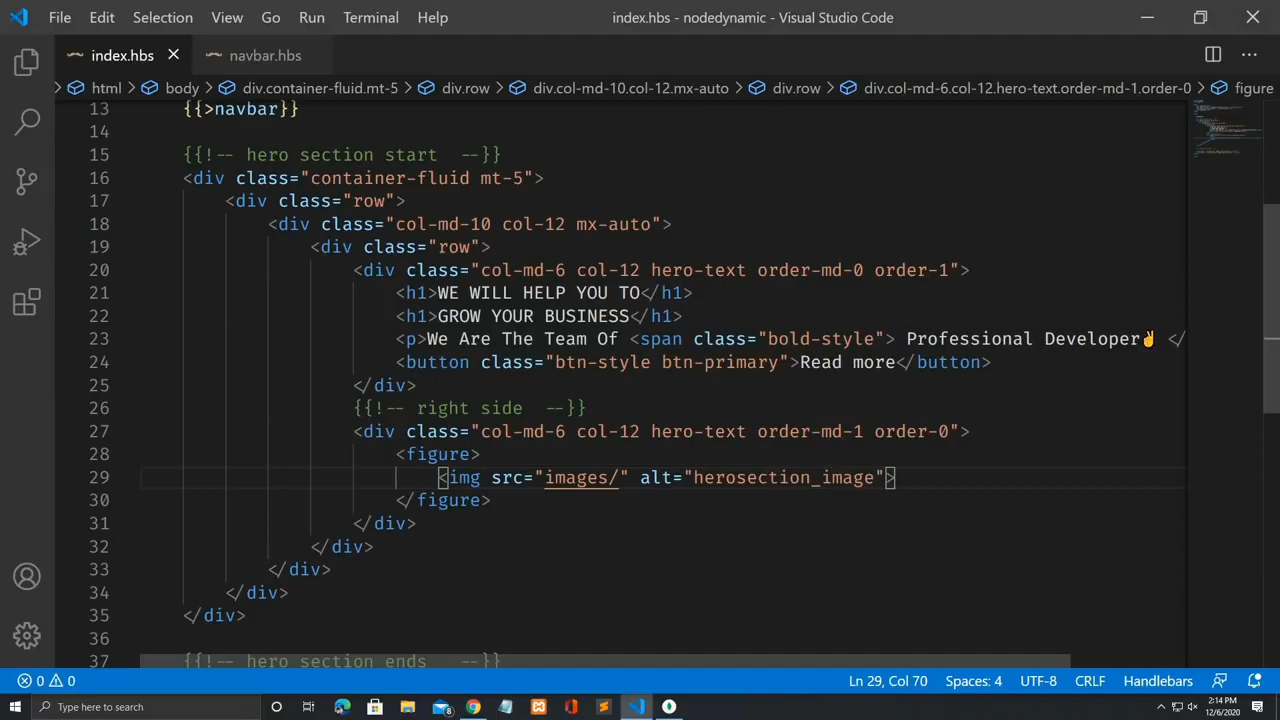 File Edit Selection View Go Run Terminal Help index.hbs - nodedynamic - Visual Studio Code
index.hbs navbar.hbs
html body div.container-fluid.mt-5 div.row div.col-md-10.col-12.mx-auto div.row div.col-md-6.col-12.hero-text.order-md-1.order-0 figure
13 {{>navbar}}
14
15 {{!-- hero section start --}}
16 <div class="container-fluid mt-5">
17 <div class="row">
18 <div class="col-md-10 col-12 mx-auto">
19 <div class="row">
20 <div class="col-md-6 col-12 hero-text order-md-0 order-1">
21 <h1>WE WILL HELP YOU TO</h1>
22 <h1>GROW YOUR BUSINESS</h1>
23 <p>We Are The Team Of <span class="bold-style"> Professional Developer✌ </
24 <button class="btn-style btn-primary">Read more</button>
25 </div>
26 {{!-- right side --}}
27 <div class="col-md-6 col-12 hero-text order-md-1 order-0">
28 <figure>
29 <img src="images/" alt="herosection_image">
30 </figure>
31 </div>
32 </div>
33 </div>
34 </div>
35 </div>
36
37 {{!-- hero section ends --}}
0 0 Ln 29, Col 70 Spaces: 4 UTF-8 CRLF Handlebars
Type here to search 2:14 PM
12/6/2020